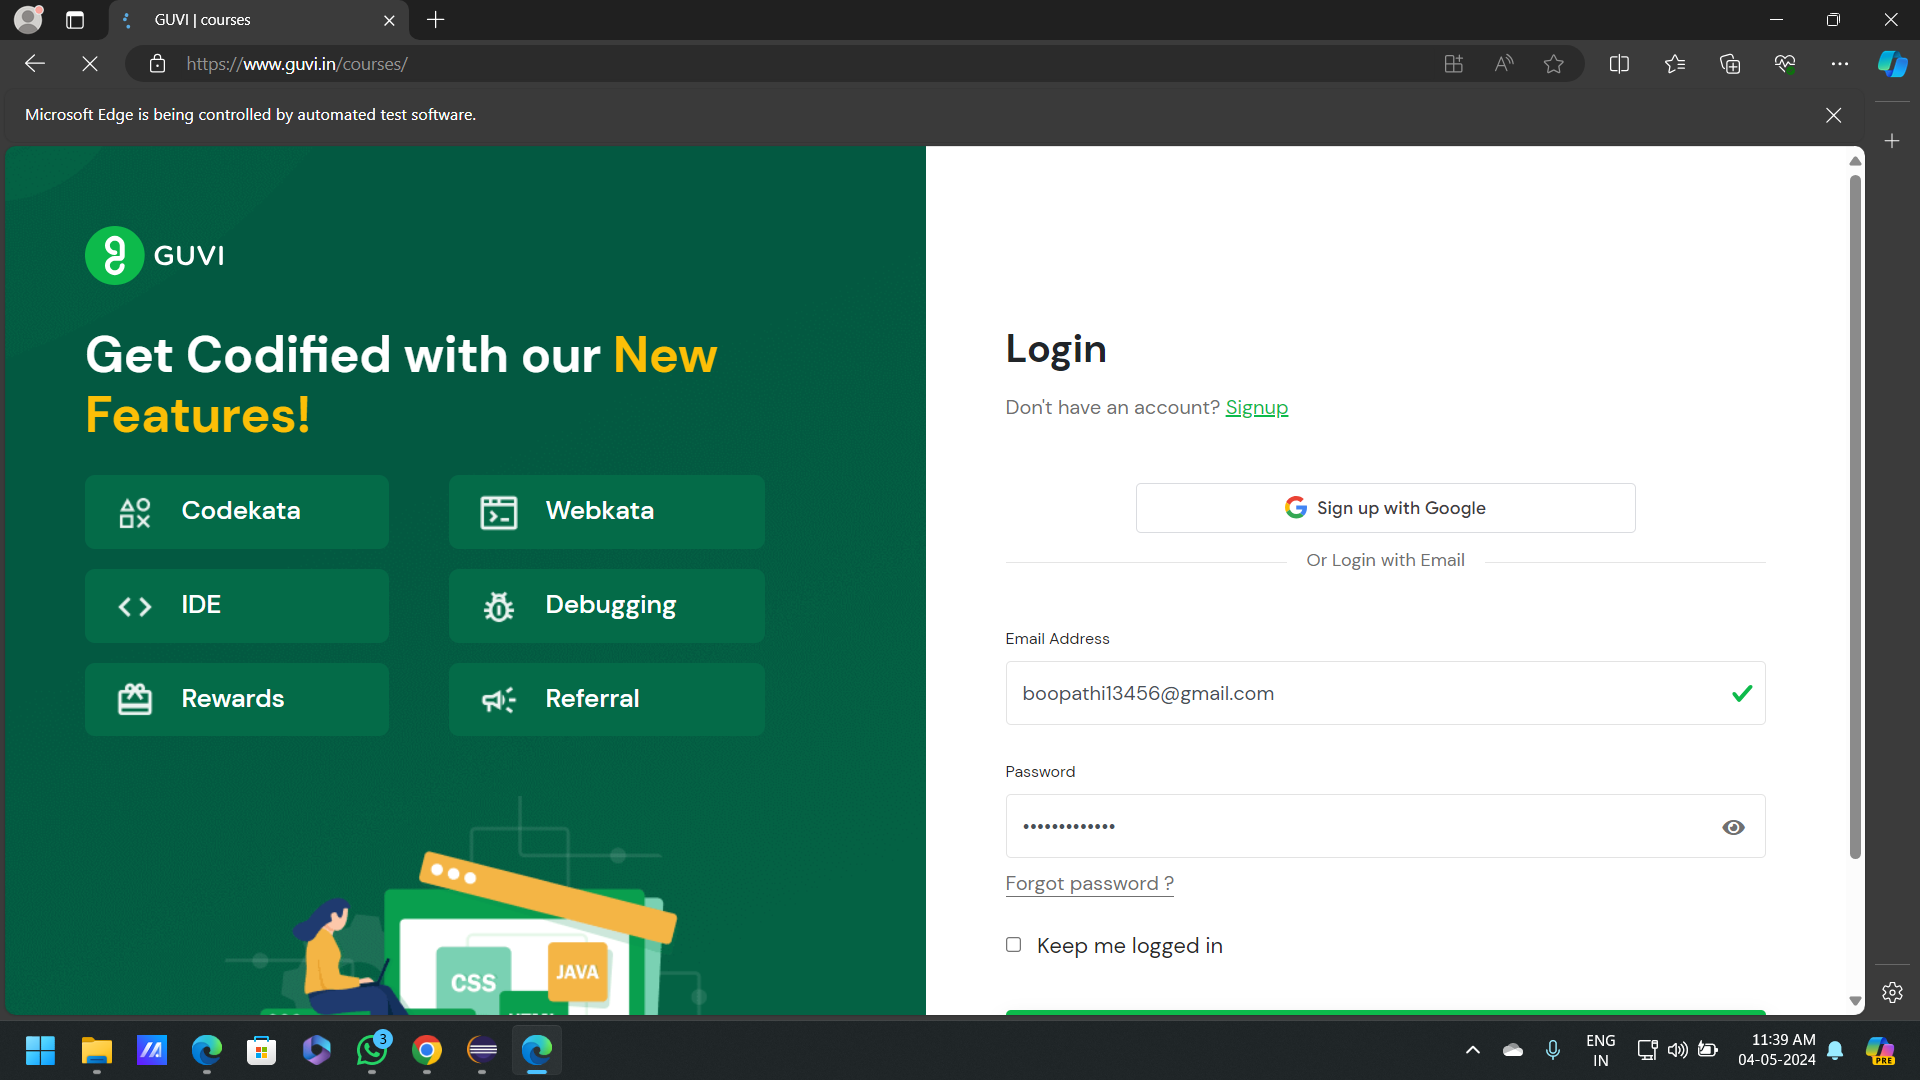 GUVI | courses
https://www.guvi.in/courses/
Microsoft Edge is being controlled by automated test software.
GUVI
Get Codified with our New
Features!
Codekata
Webkata
IDE
Debugging
Rewards
Referral
CSS
JAVA
Login
Don't have an account? Signup
Sign up with Google
Or Login with Email
Email Address
boopathi13456@gmail.com
Password
•••••••••••••
Forgot password ?
Keep me logged in
3
ENG
IN
11:39 AM
04-05-2024
PRE